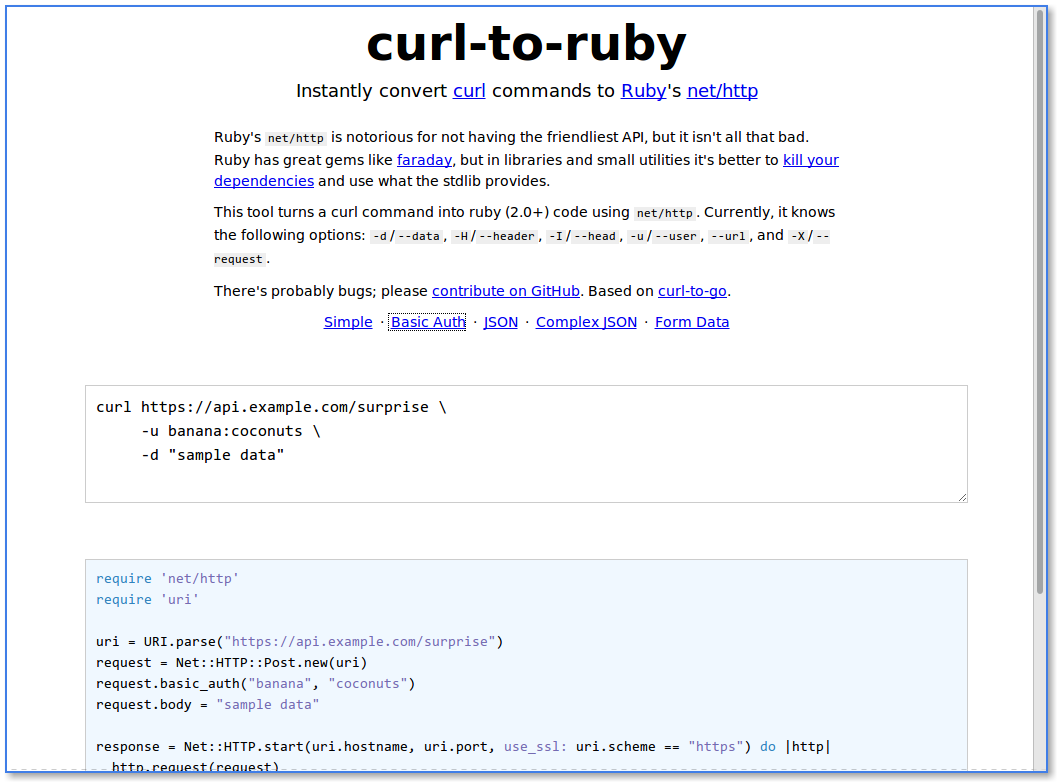 curl-to-ruby
Instantly convert curl commands to Ruby's net/http
Ruby's net/http is notorious for not having the friendliest API, but it isn't all that bad.
Ruby has great gems like faraday, but in libraries and small utilities it's better to kill your
dependencies and use what the stdlib provides.
This tool turns a curl command into ruby (2.0+) code using net/http. Currently, it knows
the following options: -d/--data, -H/--header, -I/--head, -u/--user, --url, and -X/--
request.
There's probably bugs; please contribute on GitHub. Based on curl-to-go.
Simple · Basic Auth · JSON · Complex JSON · Form Data
curl https://api.example.com/surprise \
     -u banana:coconuts \
     -d "sample data"
require 'net/http'
require 'uri'
uri = URI.parse("https://api.example.com/surprise")
request = Net::HTTP::Post.new(uri)
request.basic_auth("banana", "coconuts")
request.body = "sample data"
response = Net::HTTP.start(uri.hostname, uri.port, use_ssl: uri.scheme == "https") do |http|
  http.request(request)